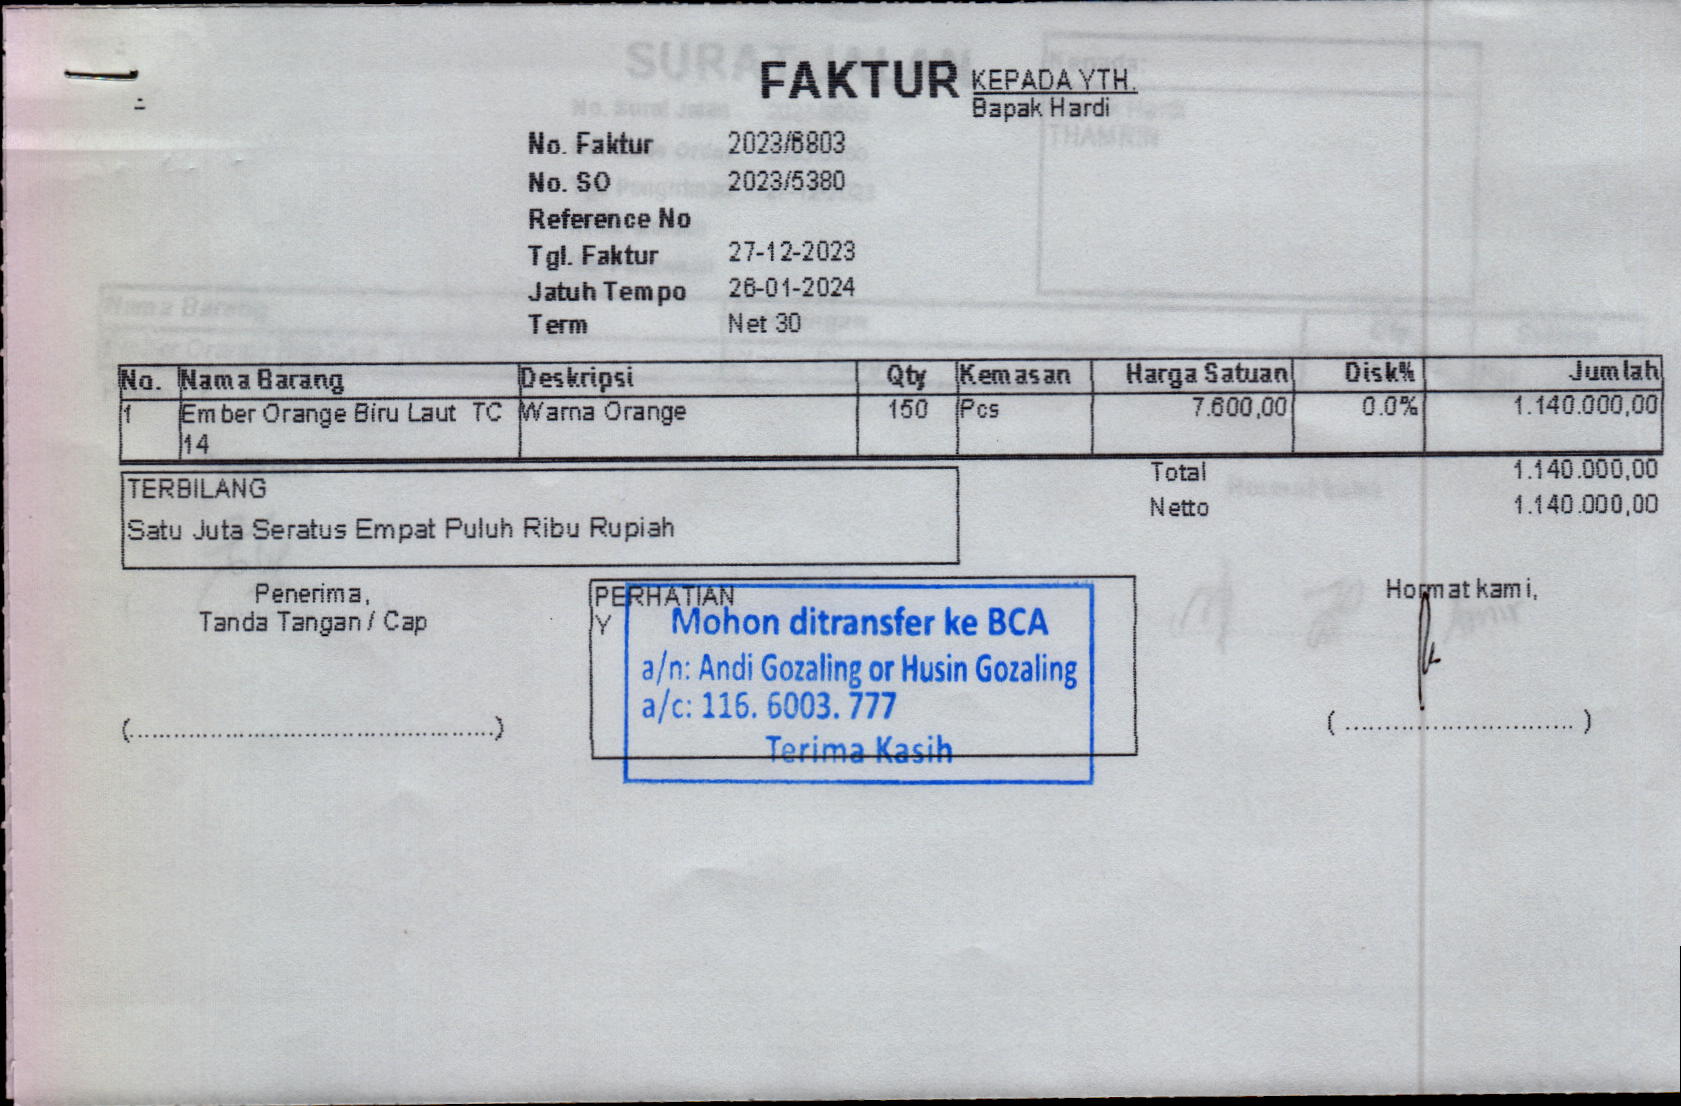 FAKTUR
KEPADA YTH.
Bapak Hardi
No. Faktur 2023/6803
No. SO 2023/5380
Reference No
Tgl. Faktur 27-12-2023
Jatuh Tempo 26-01-2024
Term Net 30
No. Nama Barang Deskripsi Qty Kemasan Harga Satuan Disk% Jumlah
1 Ember Orange Biru Laut TC Warna Orange 150 Pcs 7.600,00 0.0% 1.140.000,00
14
Total 1.140.000,00
Netto 1.140.000,00
TERBILANG
Satu Juta Seratus Empat Puluh Ribu Rupiah
Penerima,
Tanda Tangan / Cap
(............................................)
PERHATIAN
Y
Mohon ditransfer ke BCA
a/n: Andi Gozaling or Husin Gozaling
a/c: 116. 6003. 777
Terima Kasih
Hormat kami,
(............................)